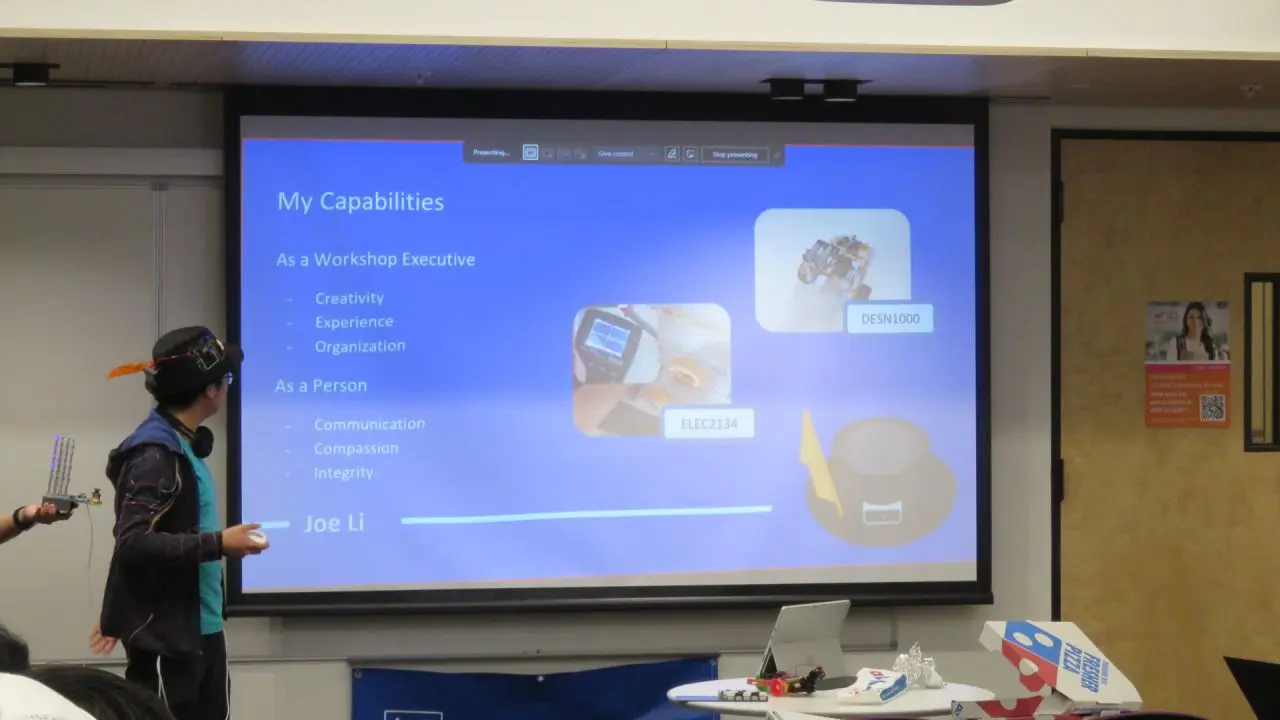 Presenting...
Give control
Stop presenting
My Capabilities
As a Workshop Executive
- Creativity
- Experience
- Organization
As a Person
- Communication
- Compassion
- Integrity
Joe Li
DESN1000
ELEC2134
FRESHER
PIZZA